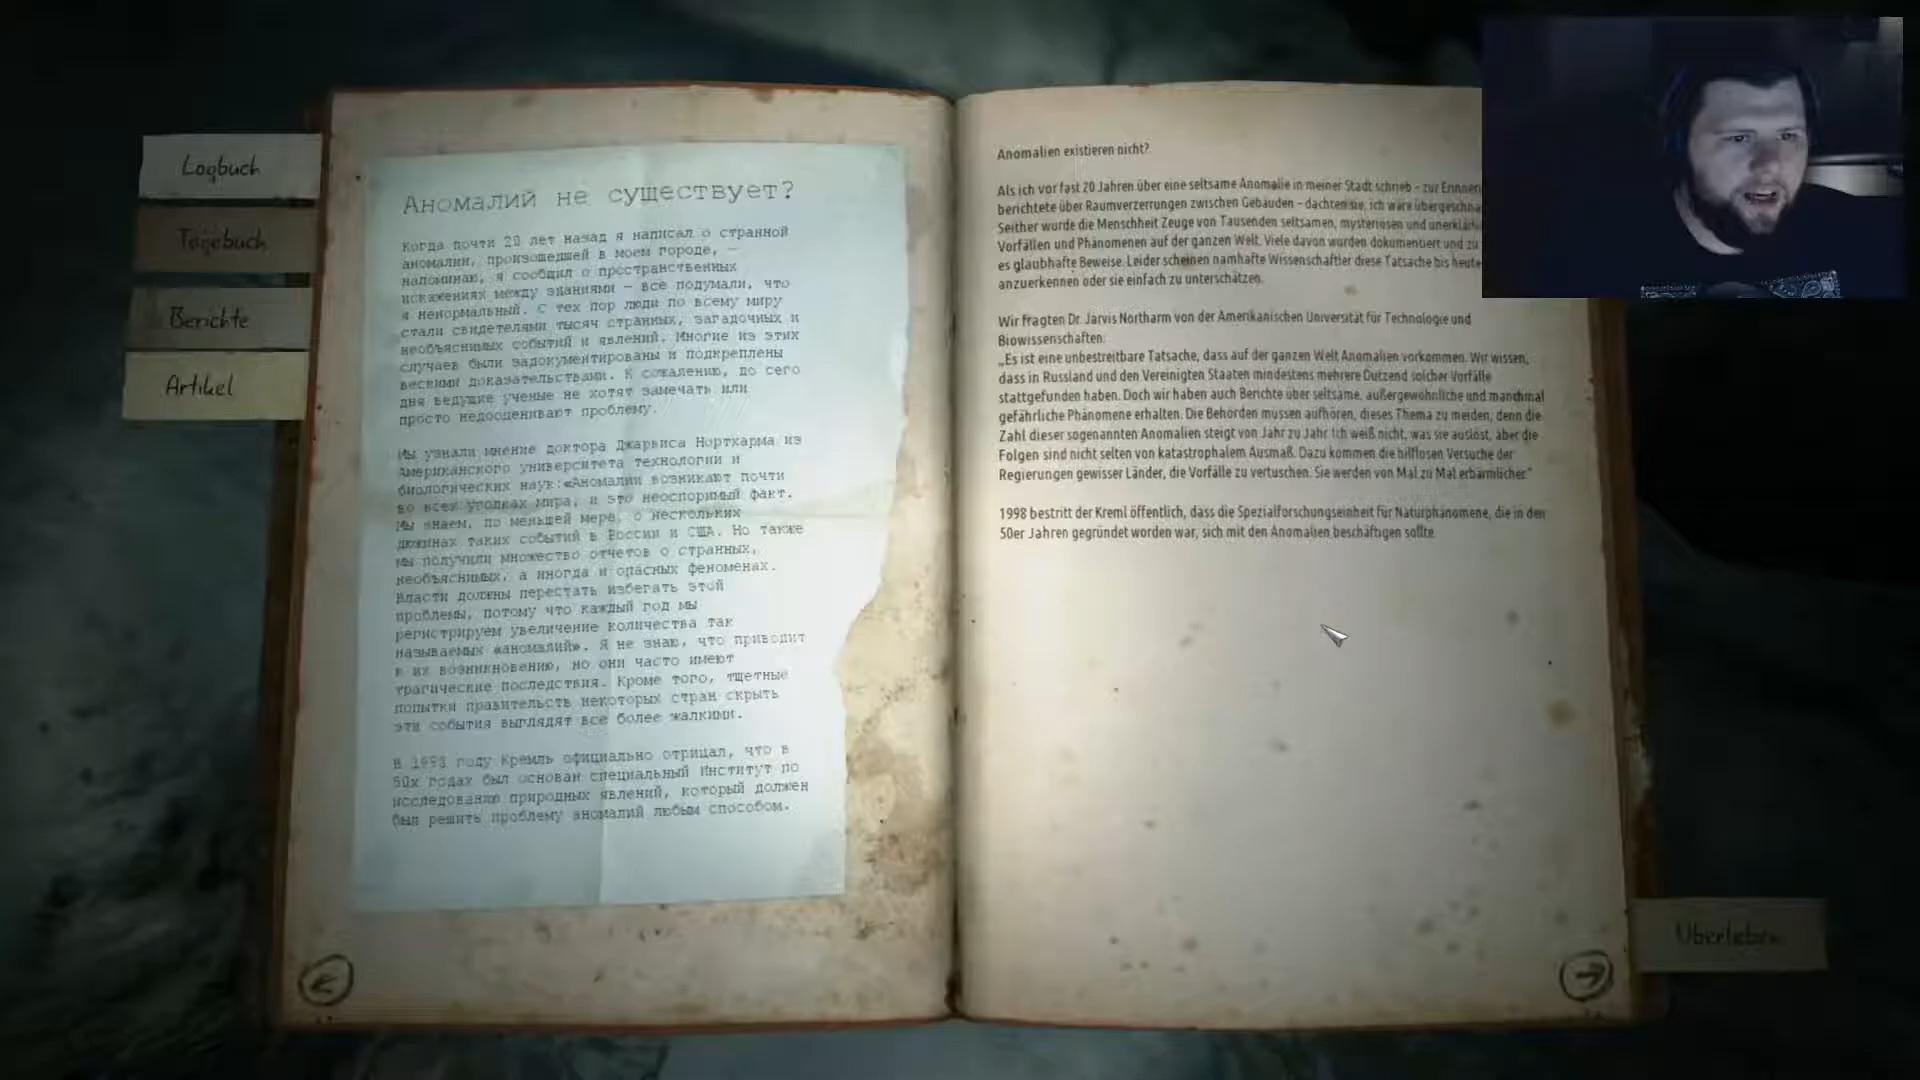 Logbuch
Tagebuch
Berichte
Artikel
Аномалий не существует?
Когда почти 20 лет назад я написал о странной
аномалии, произошедшей в моем городе, —
напоминаю, я сообщил о пространственных
искажениях между зданиями — все подумали, что
я ненормальный. С тех пор люди по всему миру
стали свидетелями тысяч странных, загадочных и
необъяснимых событий и явлений. Многие из этих
случаев были задокументированы и подкреплены
вескими доказательствами. К сожалению, до сего
дня ведущие ученые не хотят замечать или
просто недооценивают проблему.
Мы узнали мнение доктора Джарвиса Нортхарма из
Американского университета технологии и
биологических наук:«Аномалии возникают почти
во всех уголках мира, и это неоспоримый факт.
Мы знаем, по меньшей мере, о нескольких
дюжинах таких событий в России и США. Но также
мы получили множество отчетов о странных,
необъяснимых, а иногда и опасных феноменах.
Власти должны перестать избегать этой
проблемы, потому что каждый год мы
регистрируем увеличение количества так
называемых «аномалий». Я не знаю, что приводит
к их возникновению, но они часто имеют
трагические последствия. Кроме того, тщетные
попытки правительств некоторых стран скрыть
эти события выглядят все более жалкими.
В году Кремль официально отрицал, что в
50х годах был основан специальный Институт по
исследованию природных явлений, который должен
был решить проблему аномалий любым способом.
Anomalien existieren nicht?
Als ich vor fast 20 Jahren über eine seltsame Anomalie in meiner Stadt schrieb – zur
berichtete über Raumverzerrungen zwischen Gebäuden – dachten sie, ich wäre
Seither wurde die Menschheit Zeuge von Tausenden seltsamen, mysteriösen und
Vorfällen und Phänomenen auf der ganzen Welt. Viele davon wurden dokumentiert und zu
es glaubhafte Beweise. Leider scheinen namhafte Wissenschaftler diese Tatsache bis heute
anzuerkennen oder sie einfach zu unterschätzen.
Wir fragten Dr. Jarvis Northarm von der Amerikanischen Universität für Technologie und
Biowissenschaften:
„Es ist eine unbestreitbare Tatsache, dass auf der ganzen Welt Anomalien vorkommen. Wir wissen,
dass in Russland und den Vereinigten Staaten mindestens mehrere Dutzend solcher Vorfälle
stattgefunden haben. Doch wir haben auch Berichte über seltsame, außergewöhnliche und manchmal
gefährliche Phänomene erhalten. Die Behörden müssen aufhören, dieses Thema zu meiden, denn die
Zahl dieser sogenannten Anomalien steigt von Jahr zu Jahr. Ich weiß nicht, was sie auslöst, aber die
Folgen sind nicht selten von katastrophalem Ausmaß. Dazu kommen die hilflosen Versuche der
Regierungen gewisser Länder, die Vorfälle zu vertuschen. Sie werden von Mal zu Mal erbärmlicher."
1998 bestritt der Kreml öffentlich, dass die Spezialforschungseinheit für Naturphänomene, die in den
50er Jahren gegründet worden war, sich mit den Anomalien beschäftigen sollte.
Überleben